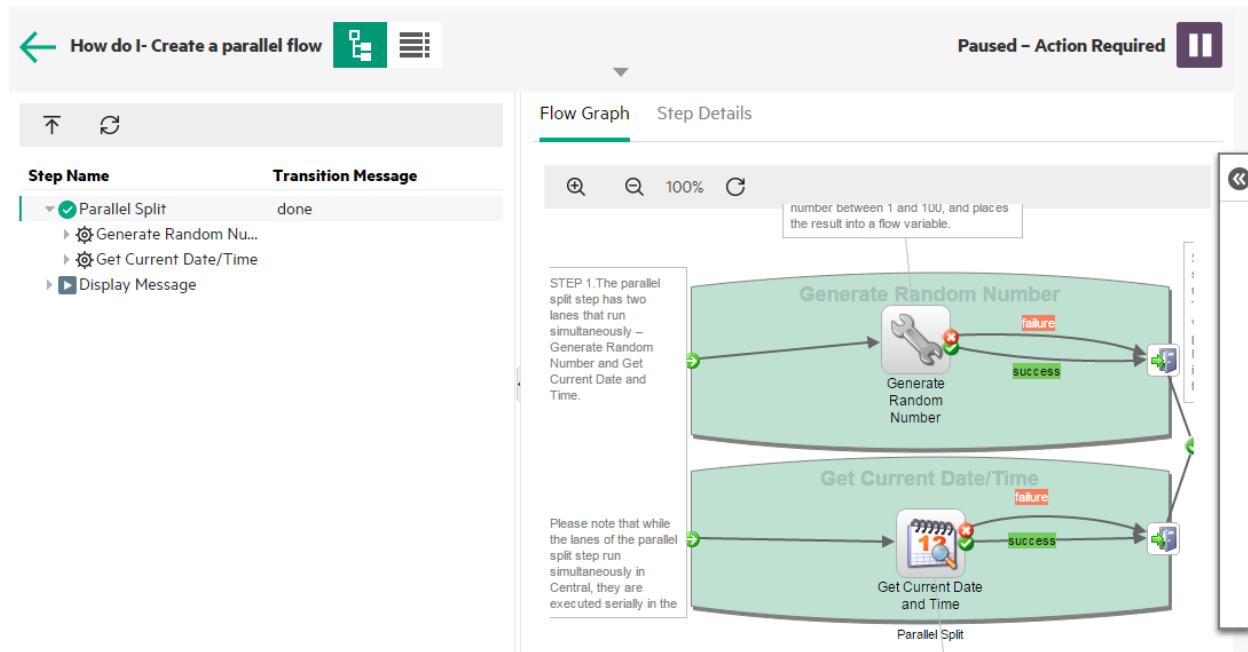 How do I- Create a parallel flow
Paused – Action Required
Flow Graph
Step Details
Step Name
Transition Message
Parallel Split
done
Generate Random Nu...
Get Current Date/Time
Display Message
100%
number between 1 and 100, and places
the result into a flow variable.
STEP 1.The parallel
split step has two
lanes that run
simultaneously –
Generate Random
Number and Get
Current Date and
Time.
Generate Random Number
failure
success
Generate
Random
Number
Get Current Date/Time
failure
success
12
Get Current Date
and Time
Please note that while
the lanes of the parallel
split step run
simultaneously in
Central, they are
executed serially in the
Parallel Split